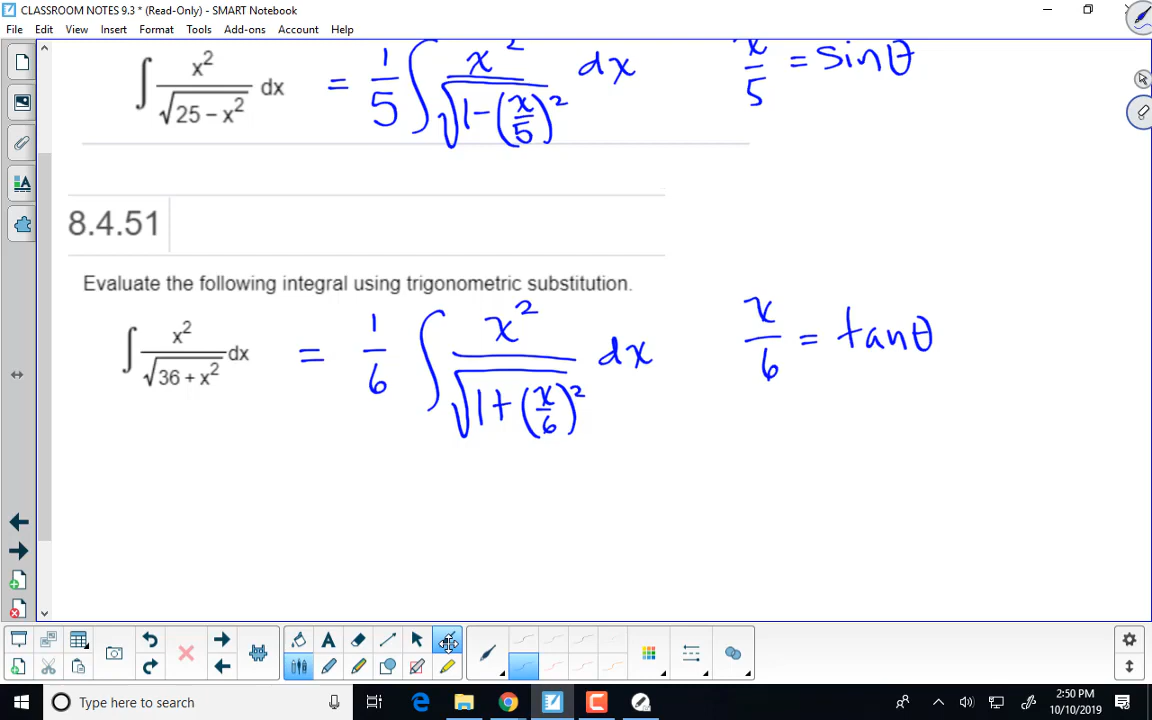 CLASSROOM NOTES 9.3 * (Read-Only) - SMART Notebook
File Edit View Insert Format Tools Add-ons Account Help
∫ x² / √(25 − x²) dx = 1/5 ∫ x² / √(1 − (x/5)²) dx x/5 = sinθ
8.4.51
Evaluate the following integral using trigonometric substitution.
∫ x² / √(36 + x²) dx = 1/6 ∫ x² / √(1 + (x/6)²) dx x/6 = tanθ
Type here to search
2:50 PM
10/10/2019